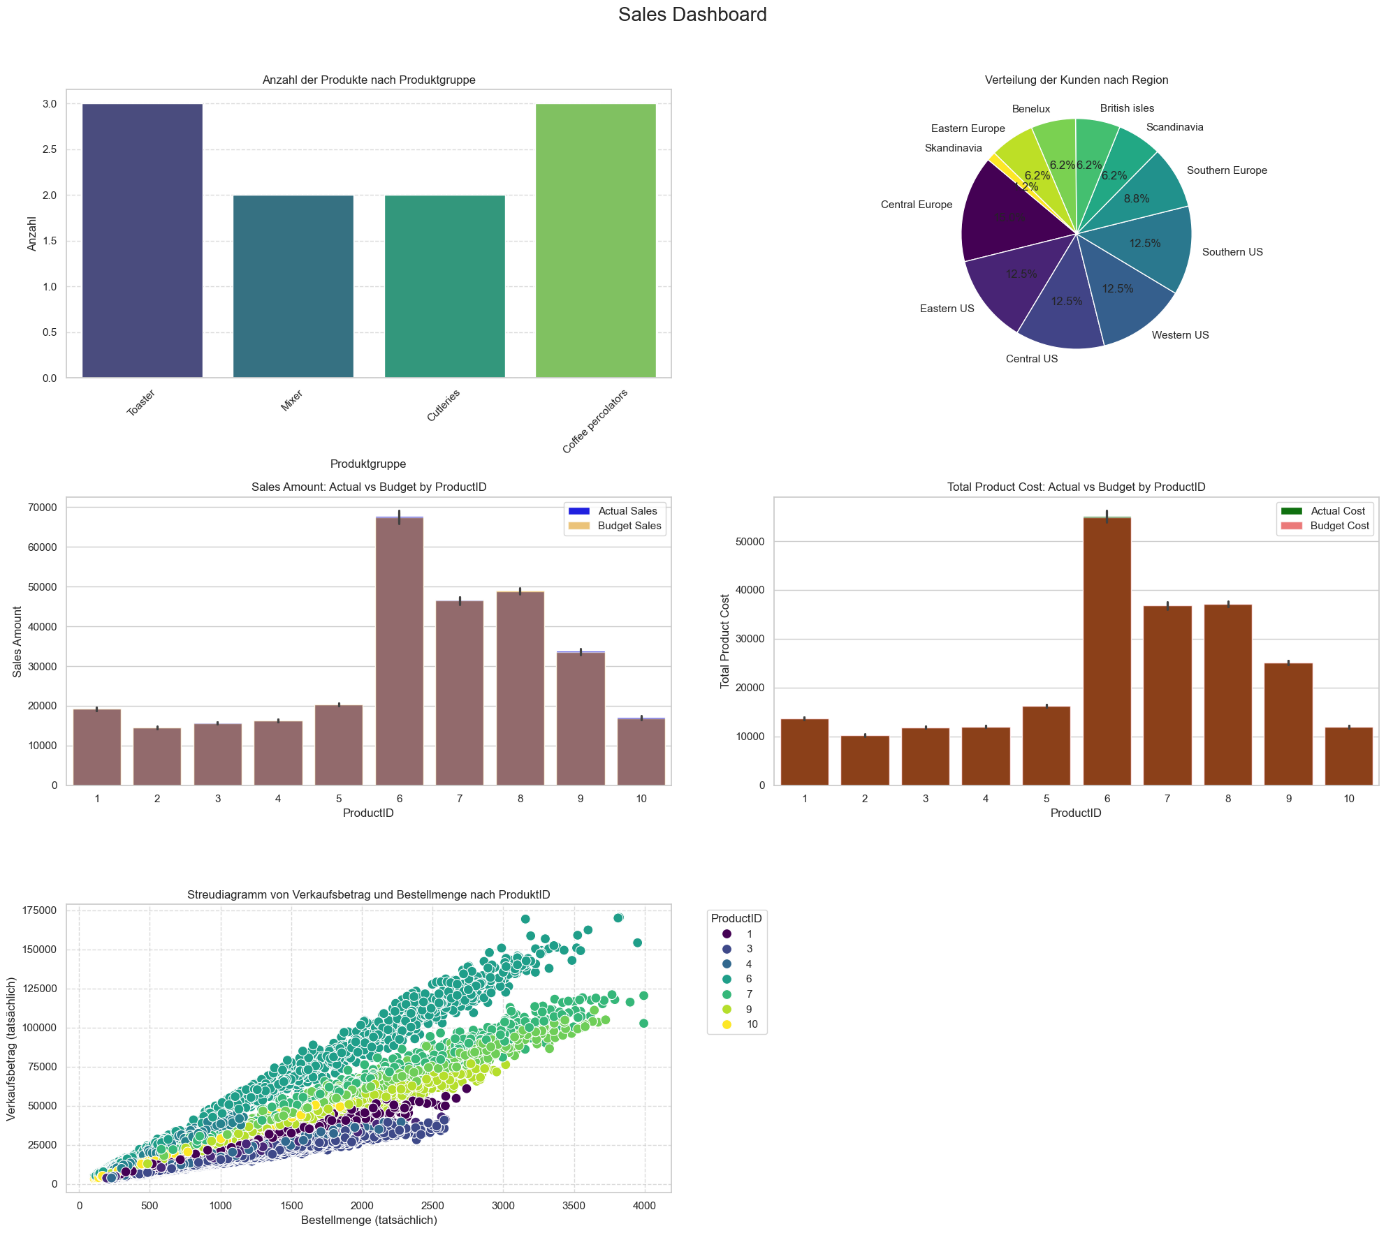 Sales Dashboard
Anzahl der Produkte nach Produktgruppe
Anzahl
3.0
2.5
2.0
1.5
1.0
0.5
0.0
Toaster
Mixer
Cutleries
Coffee percolators
Produktgruppe
Verteilung der Kunden nach Region
Benelux
British isles
Eastern Europe
Scandinavia
Skandinavia
Southern Europe
Central Europe
Southern US
Eastern US
Western US
Central US
6.2%
6.2%
6.2%
6.2%
8.8%
12.5%
12.5%
12.5%
12.5%
Sales Amount: Actual vs Budget by ProductID
Actual Sales
Budget Sales
Sales Amount
70000
60000
50000
40000
30000
20000
10000
0
1 2 3 4 5 6 7 8 9 10
ProductID
Total Product Cost: Actual vs Budget by ProductID
Actual Cost
Budget Cost
Total Product Cost
50000
40000
30000
20000
10000
0
1 2 3 4 5 6 7 8 9 10
ProductID
Streudiagramm von Verkaufsbetrag und Bestellmenge nach ProduktID
Verkaufsbetrag (tatsächlich)
175000
150000
125000
100000
75000
50000
25000
0
0 500 1000 1500 2000 2500 3000 3500 4000
Bestellmenge (tatsächlich)
ProductID
1
3
4
6
7
9
10